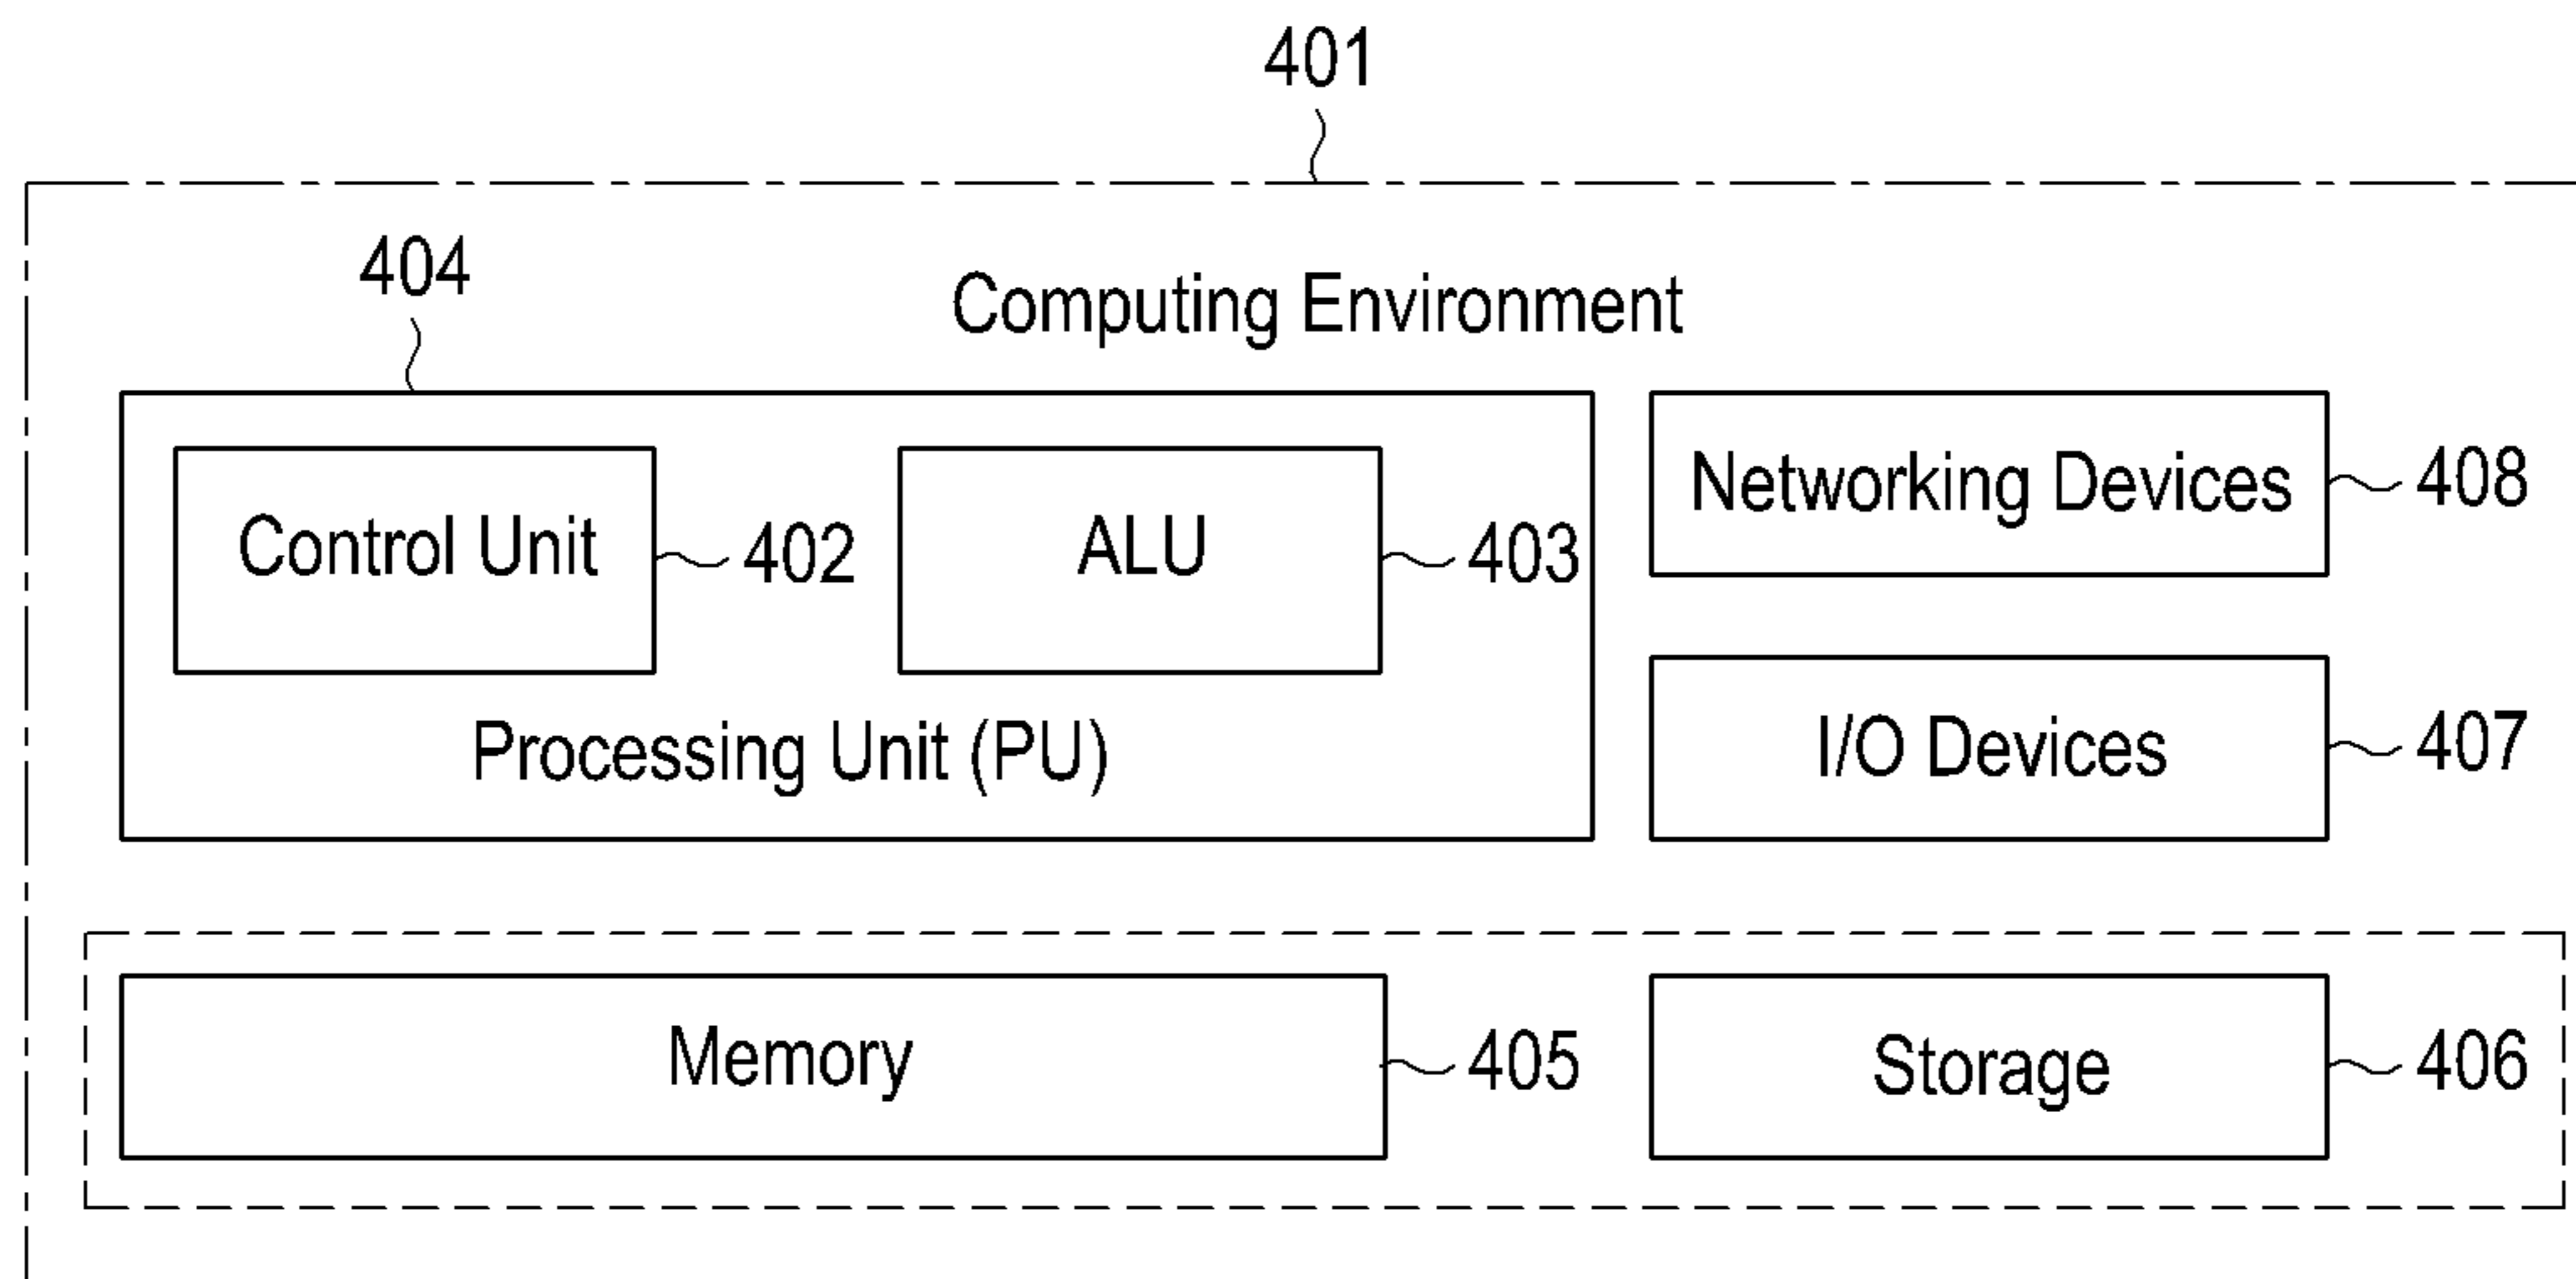 401
404
Computing Environment
Control Unit
402
ALU
403
Networking Devices
408
Processing Unit (PU)
I/O Devices
407
Memory
405
Storage
406